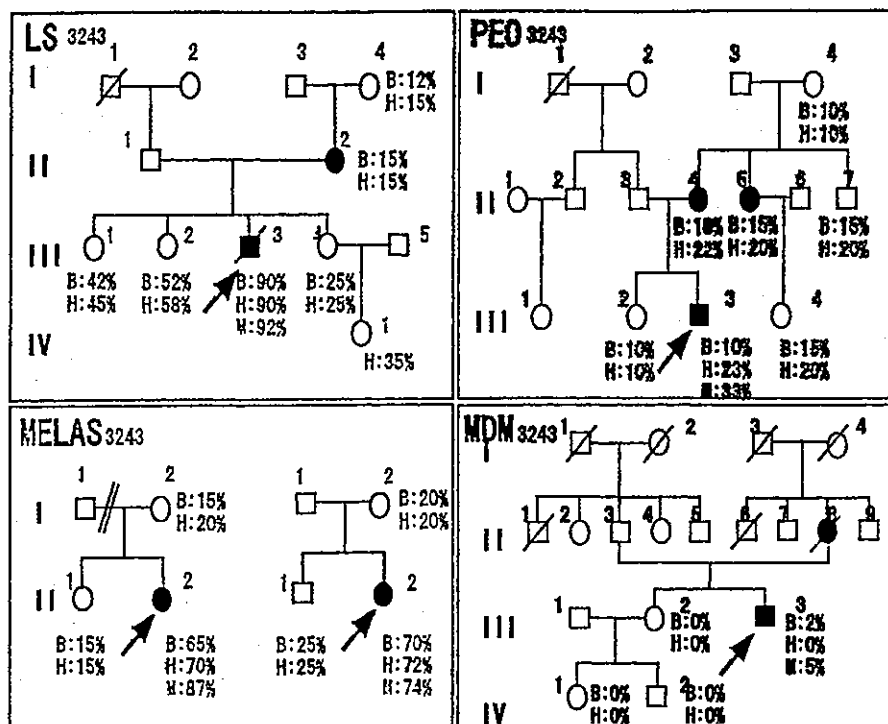 LS 3243
1 2 3 4
I
B:12%
H:15%
1 2
II
B:15%
H:15%
1 2 3 4 5
III
B:42% B:52% B:90% B:25%
H:45% H:58% H:90% H:25%
M:92%
1
IV
H:35%
PEO 3243
1 2 3 4
I
B:10%
H:10%
1 2 3 4 5 6 7
II
B:15% B:15%
H:22% H:20% H:20%
1 2 3 4
III
B:10% B:10% B:15%
H:10% H:23% H:20%
M:33%
MELAS 3243
1 2 1 2
I
B:15% B:20%
H:20% H:20%
1 2 1 2
II
B:15% B:65% B:25% B:70%
H:15% H:70% H:25% H:72%
M:87% M:74%
MDM 3243
1 2 3 4
I
1 2 3 4 5 6 7 8 9
II
1 2 3
III
B:0% B:2%
H:0% H:0%
M:5%
1 2
IV
B:0% B:0%
H:0% H:0%